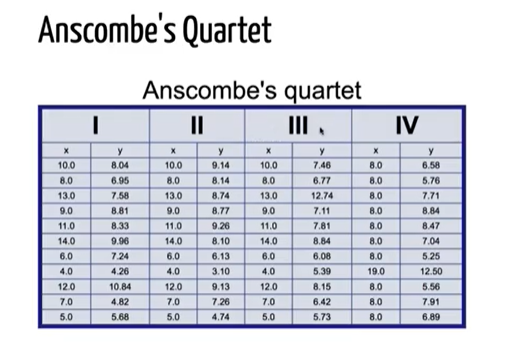 Anscombe's Quartet
Anscombe's quartet
I II III IV
x y x y x y x y
10.0 8.04 10.0 9.14 10.0 7.46 8.0 6.58
8.0 6.95 8.0 8.14 8.0 6.77 8.0 5.76
13.0 7.58 13.0 8.74 13.0 12.74 8.0 7.71
9.0 8.81 9.0 8.77 9.0 7.11 8.0 8.84
11.0 8.33 11.0 9.26 11.0 7.81 8.0 8.47
14.0 9.96 14.0 8.10 14.0 8.84 8.0 7.04
6.0 7.24 6.0 6.13 6.0 6.08 8.0 5.25
4.0 4.26 4.0 3.10 4.0 5.39 19.0 12.50
12.0 10.84 12.0 9.13 12.0 8.15 8.0 5.56
7.0 4.82 7.0 7.26 7.0 6.42 8.0 7.91
5.0 5.68 5.0 4.74 5.0 5.73 8.0 6.89